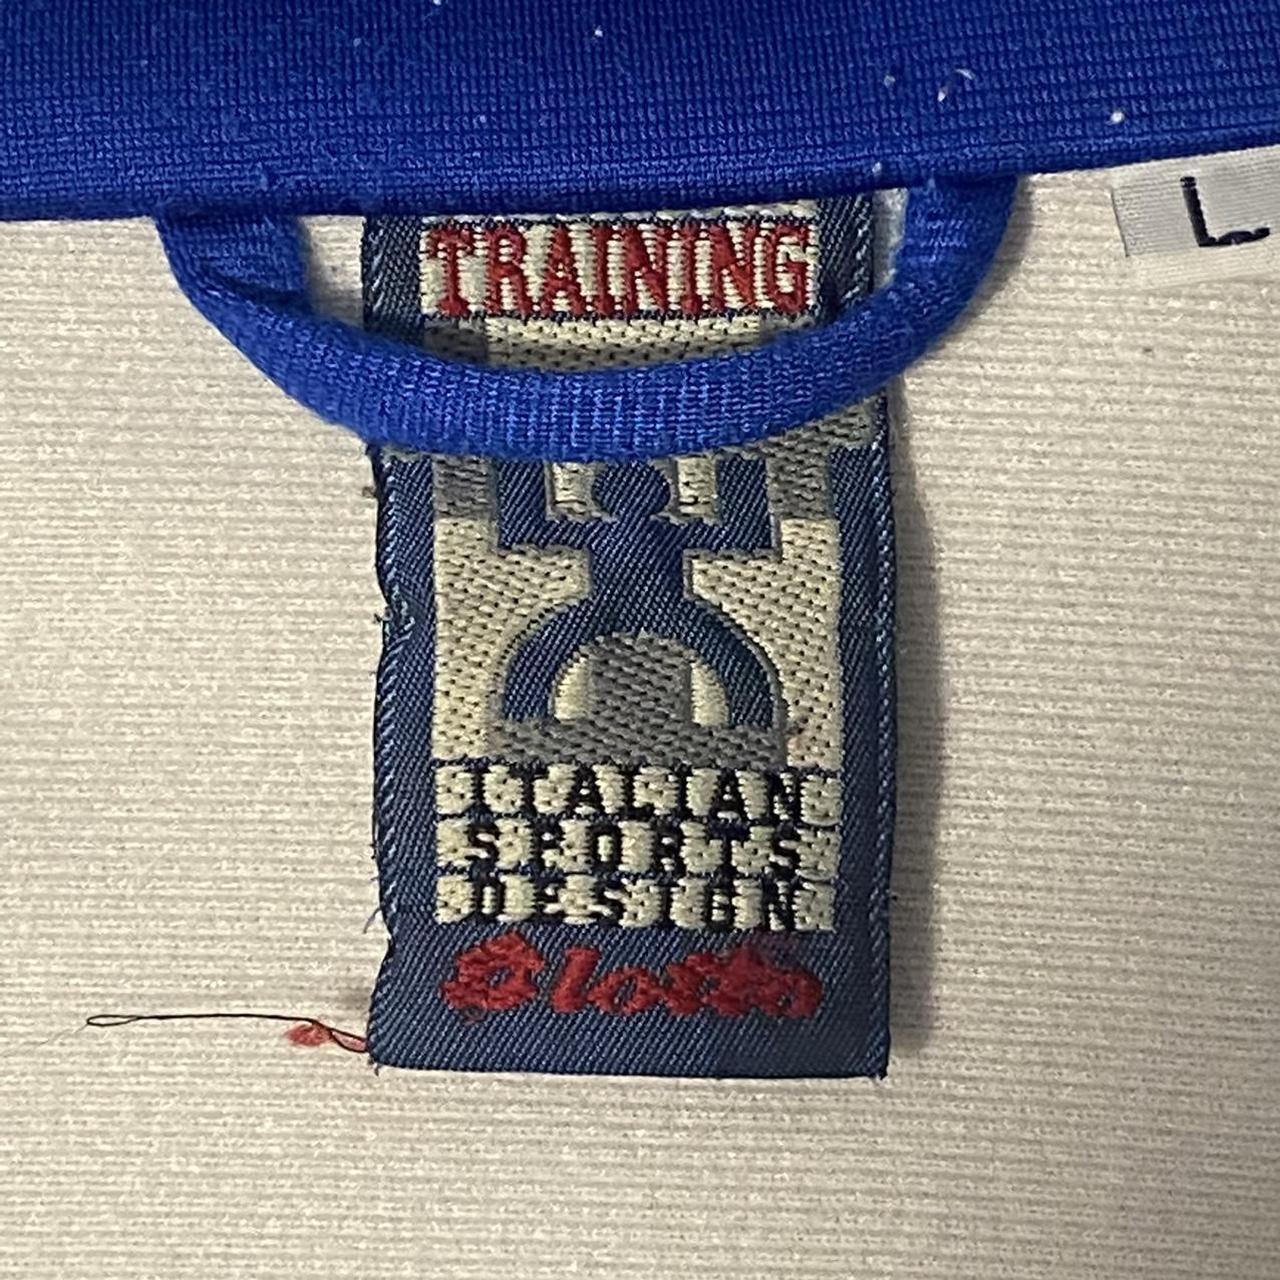 TRAINING
L
ITALIAN
SPORTS
DESIGN
lotto